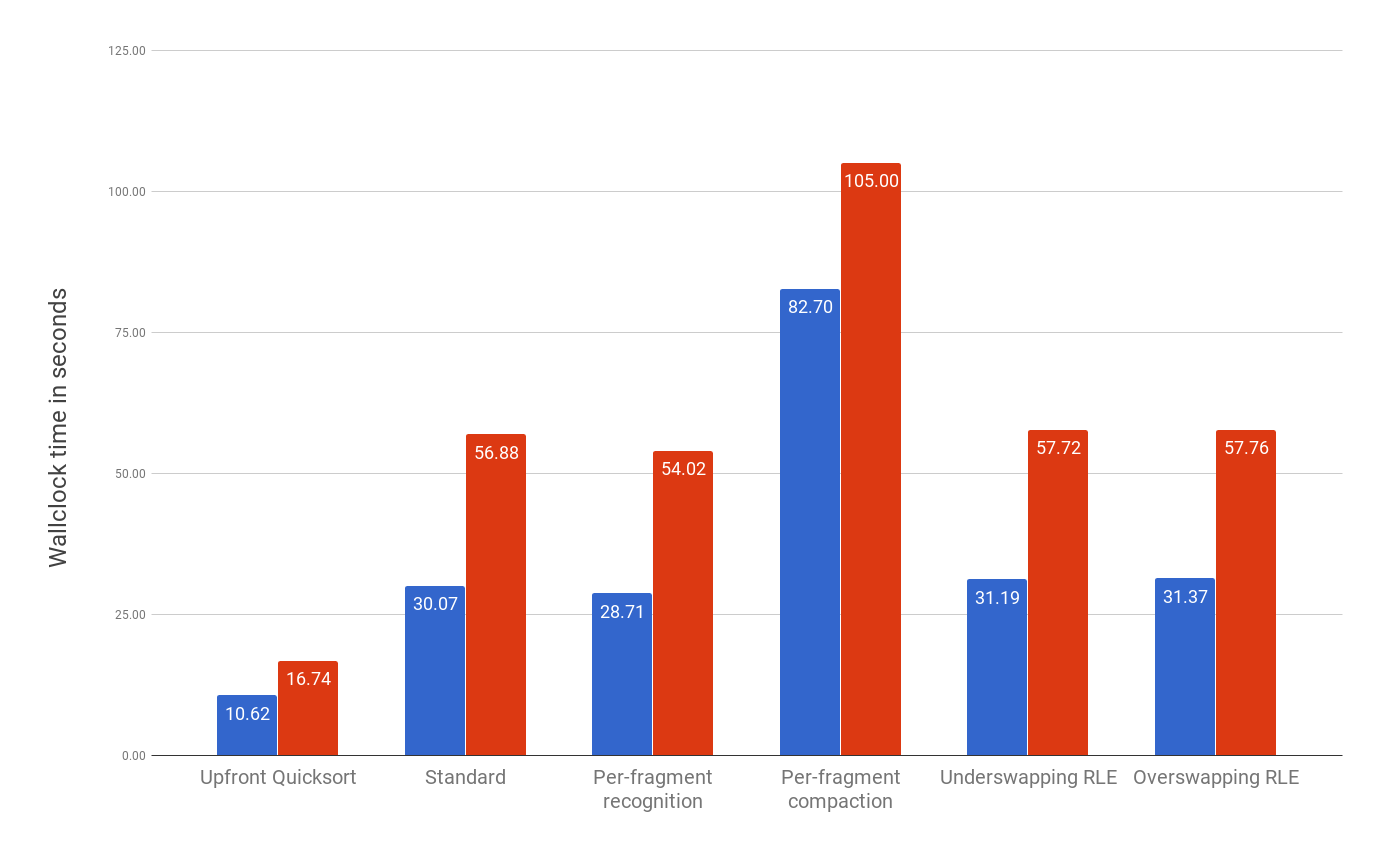 Wallclock time in seconds
125.00
100.00
75.00
50.00
25.00
0.00
10.62
16.74
30.07
56.88
28.71
54.02
82.70
105.00
31.19
57.72
31.37
57.76
Upfront Quicksort
Standard
Per-fragment
recognition
Per-fragment
compaction
Underswapping RLE
Overswapping RLE